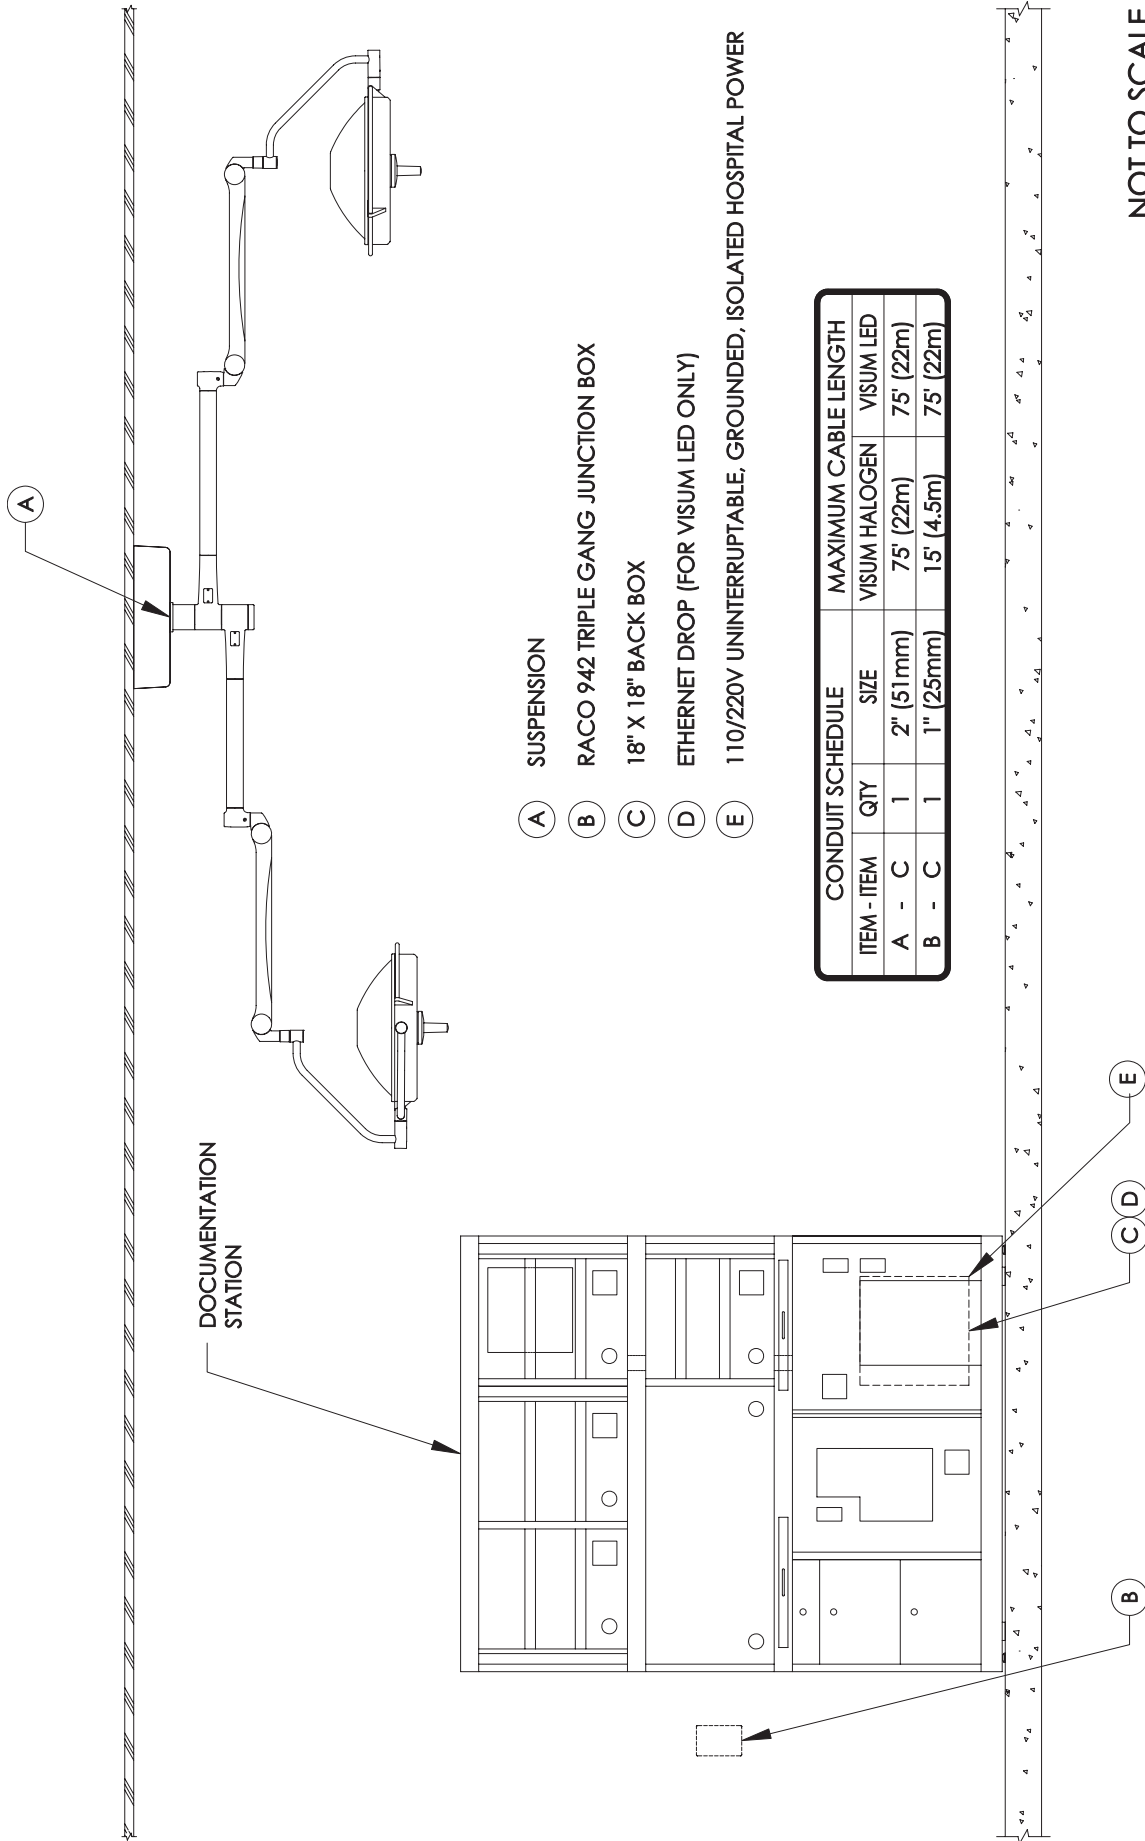 A
DOCUMENTATION
STATION
A SUSPENSION
B RACO 942 TRIPLE GANG JUNCTION BOX
C 18" X 18" BACK BOX
D ETHERNET DROP (FOR VISUM LED ONLY)
E 110/220V UNINTERRUPTABLE, GROUNDED, ISOLATED HOSPITAL POWER
CONDUIT SCHEDULE MAXIMUM CABLE LENGTH
ITEM - ITEM QTY SIZE VISUM HALOGEN VISUM LED
A - C 1 2" (51mm) 75' (22m) 75' (22m)
B - C 1 1" (25mm) 15' (4.5m) 75' (22m)
B
C D
E
NOT TO SCALE